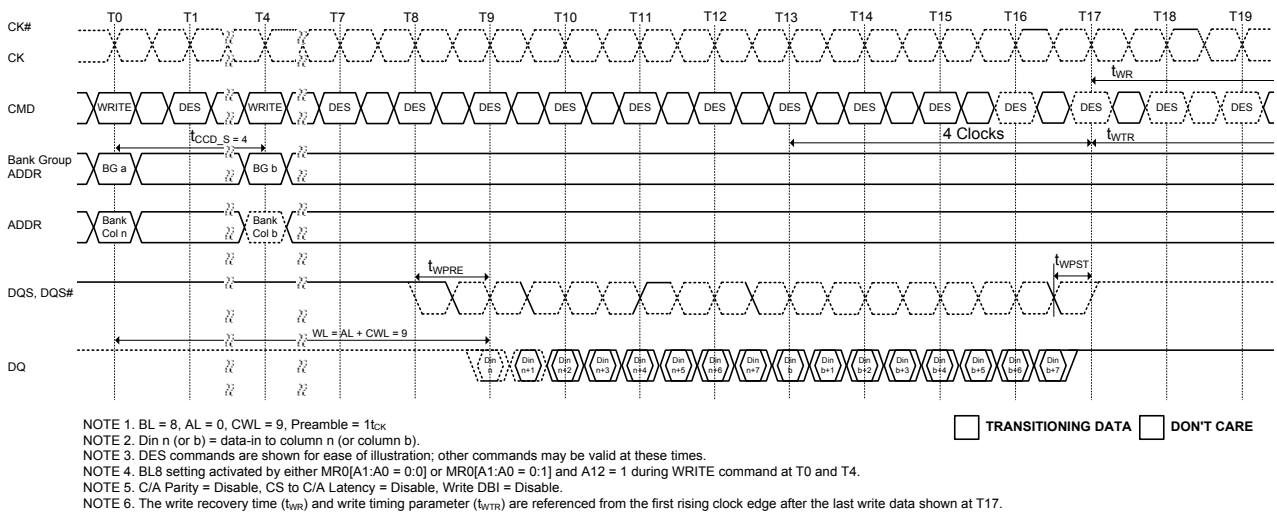 T0 T1 T4 T7 T8 T9 T10 T11 T12 T13 T14 T15 T16 T17 T18 T19
CK#
CK
tWR
CMD WRITE DES WRITE DES DES DES DES DES DES DES DES DES DES DES DES DES
tCCD_S = 4 4 Clocks tWTR
Bank Group
ADDR
BG a BG b
ADDR
Bank
Col n
Bank
Col b
tWPRE tWPST
DQS, DQS#
WL = AL + CWL = 9
DQ
Din
n
Din
n+1
Din
n+2
Din
n+3
Din
n+4
Din
n+5
Din
n+6
Din
n+7
Din
b
Din
b+1
Din
b+2
Din
b+3
Din
b+4
Din
b+5
Din
b+6
Din
b+7
NOTE 1. BL = 8, AL = 0, CWL = 9, Preamble = 1tCK
NOTE 2. Din n (or b) = data-in to column n (or column b).
NOTE 3. DES commands are shown for ease of illustration; other commands may be valid at these times.
NOTE 4. BL8 setting activated by either MR0[A1:A0 = 0:0] or MR0[A1:A0 = 0:1] and A12 = 1 during WRITE command at T0 and T4.
NOTE 5. C/A Parity = Disable, CS to C/A Latency = Disable, Write DBI = Disable.
NOTE 6. The write recovery time (tWR) and write timing parameter (tWTR) are referenced from the first rising clock edge after the last write data shown at T17.
TRANSITIONING DATA DON'T CARE